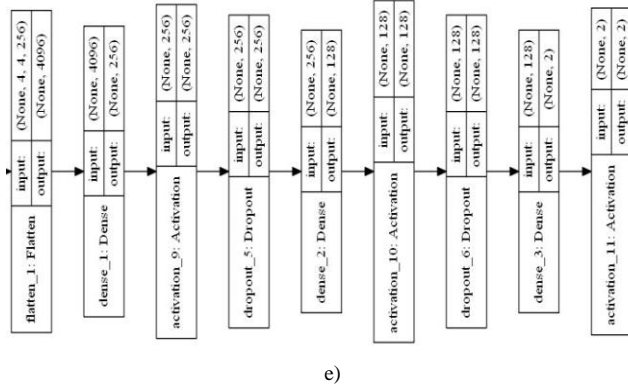 flatten_1: Flatten
input: (None, 4, 4, 256)
output: (None, 4096)
dense_1: Dense
input: (None, 4096)
output: (None, 256)
activation_9: Activation
input: (None, 256)
output: (None, 256)
dropout_5: Dropout
input: (None, 256)
output: (None, 256)
dense_2: Dense
input: (None, 256)
output: (None, 128)
activation_10: Activation
input: (None, 128)
output: (None, 128)
dropout_6: Dropout
input: (None, 128)
output: (None, 128)
dense_3: Dense
input: (None, 128)
output: (None, 2)
activation_11: Activation
input: (None, 2)
output: (None, 2)
e)